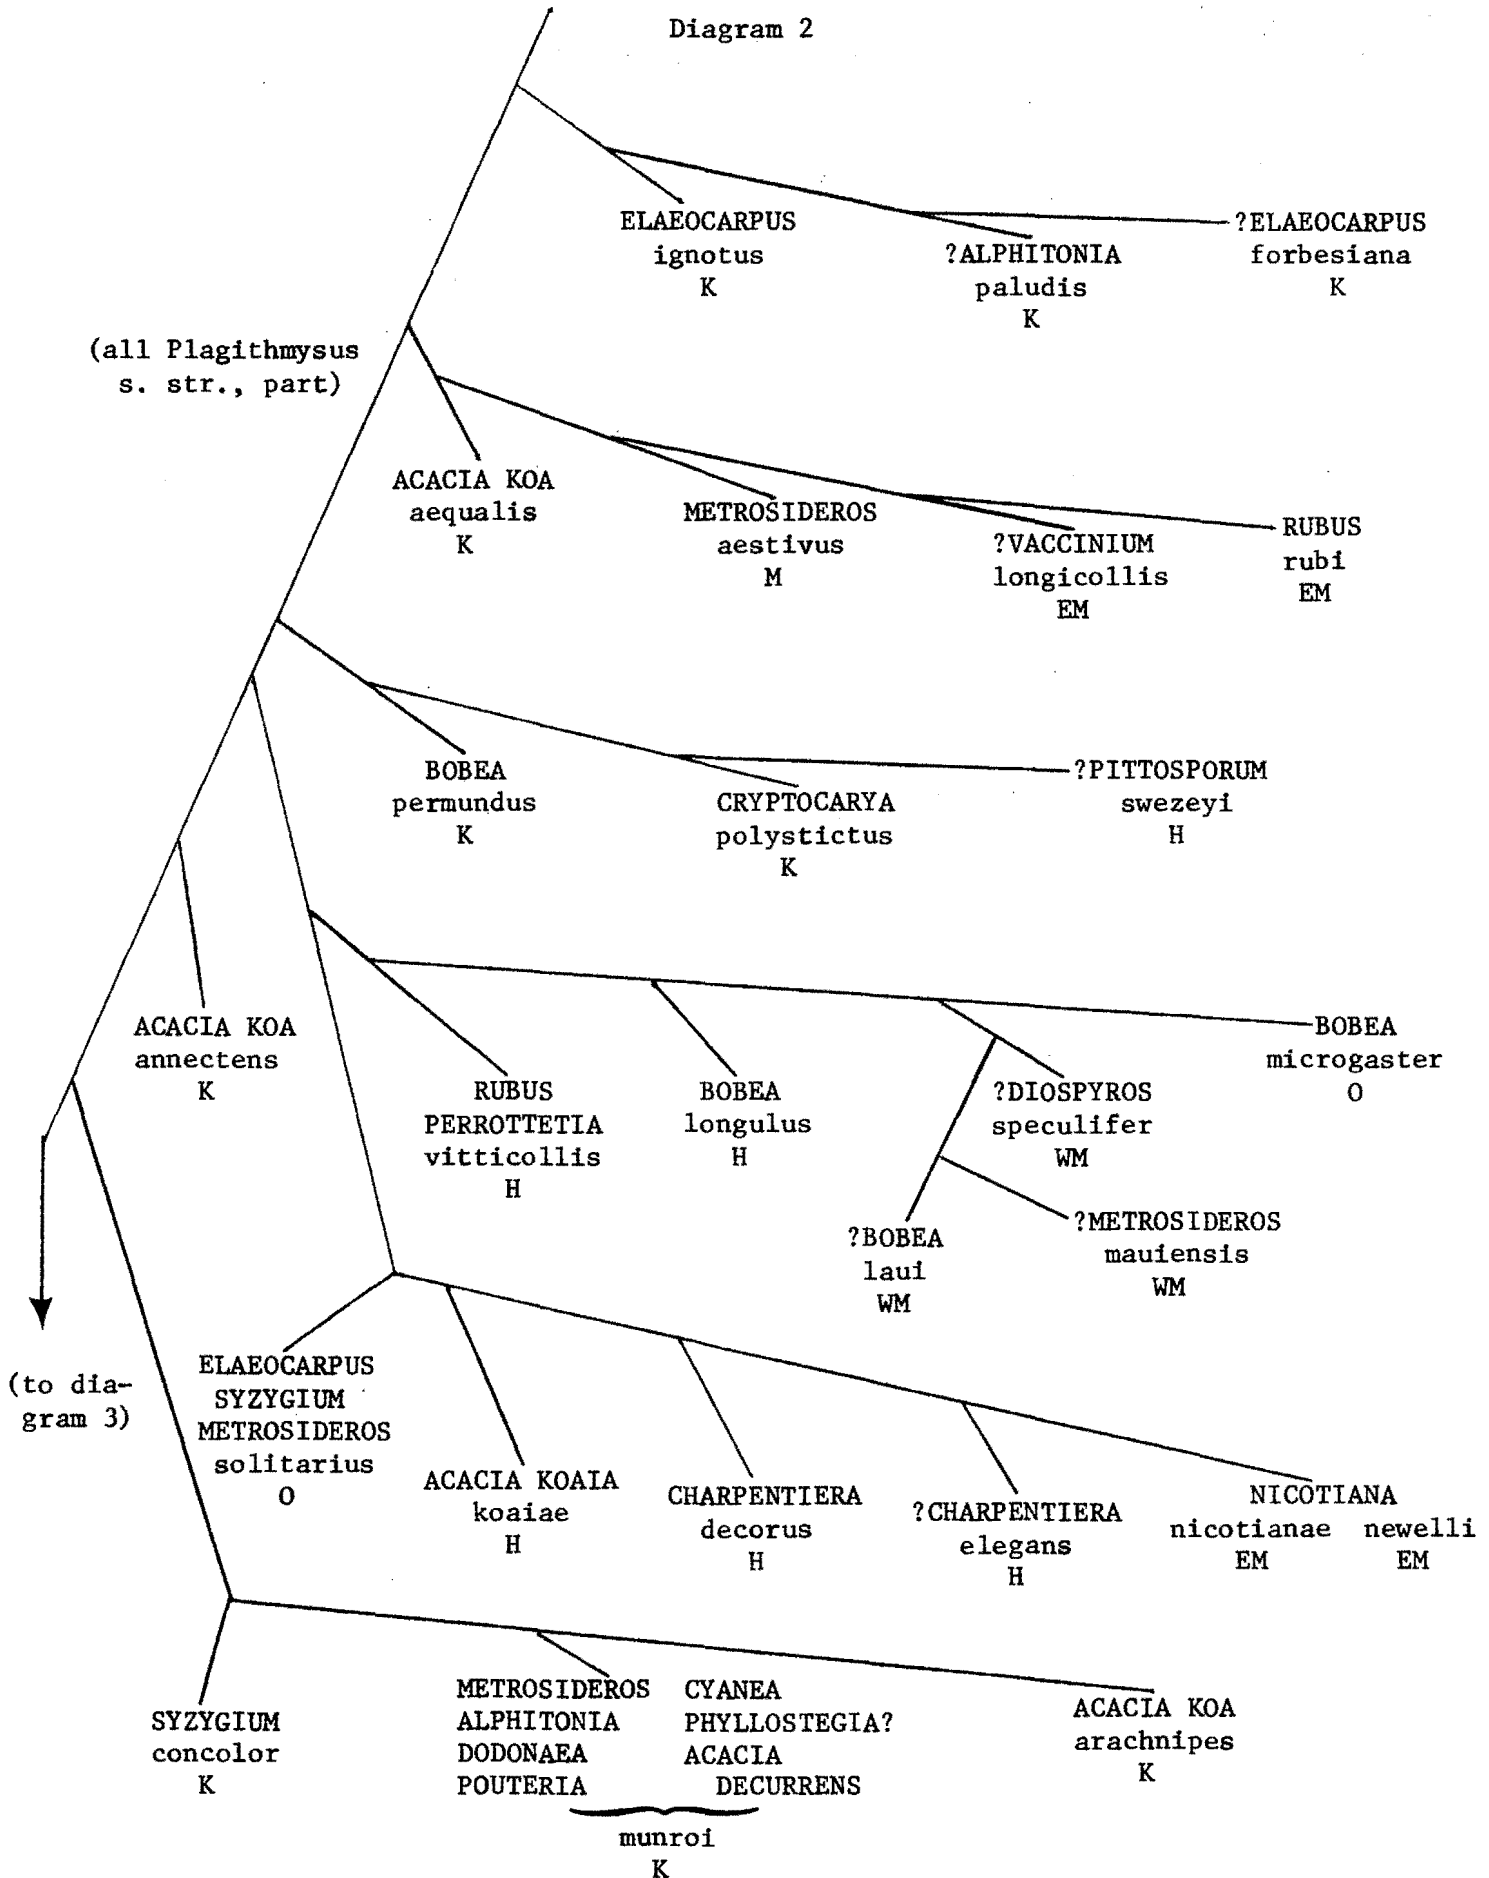 Diagram 2
ELAEOCARPUS
ignotus
K
?ALPHITONIA
paludis
K
?ELAEOCARPUS
forbesiana
K
(all Plagithmysus
s. str., part)
ACACIA KOA
aequalis
K
METROSIDEROS
aestivus
M
?VACCINIUM
longicollis
EM
RUBUS
rubi
EM
BOBEA
permundus
K
CRYPTOCARYA
polystictus
K
?PITTOSPORUM
swezeyi
H
ACACIA KOA
annectens
K
RUBUS
PERROTTETIA
vitticollis
H
BOBEA
longulus
H
?DIOSPYROS
speculifer
WM
BOBEA
microgaster
O
?BOBEA
laui
WM
?METROSIDEROS
mauiensis
WM
(to dia-
gram 3)
ELAEOCARPUS
SYZYGIUM
METROSIDEROS
solitarius
O
ACACIA KOAIA
koaiae
H
CHARPENTIERA
decorus
H
?CHARPENTIERA
elegans
H
NICOTIANA
nicotianae newelli
EM EM
SYZYGIUM
concolor
K
METROSIDEROS CYANEA
ALPHITONIA PHYLLOSTEGIA?
DODONAEA ACACIA
POUTERIA DECURRENS
munroi
K
ACACIA KOA
arachnipes
K